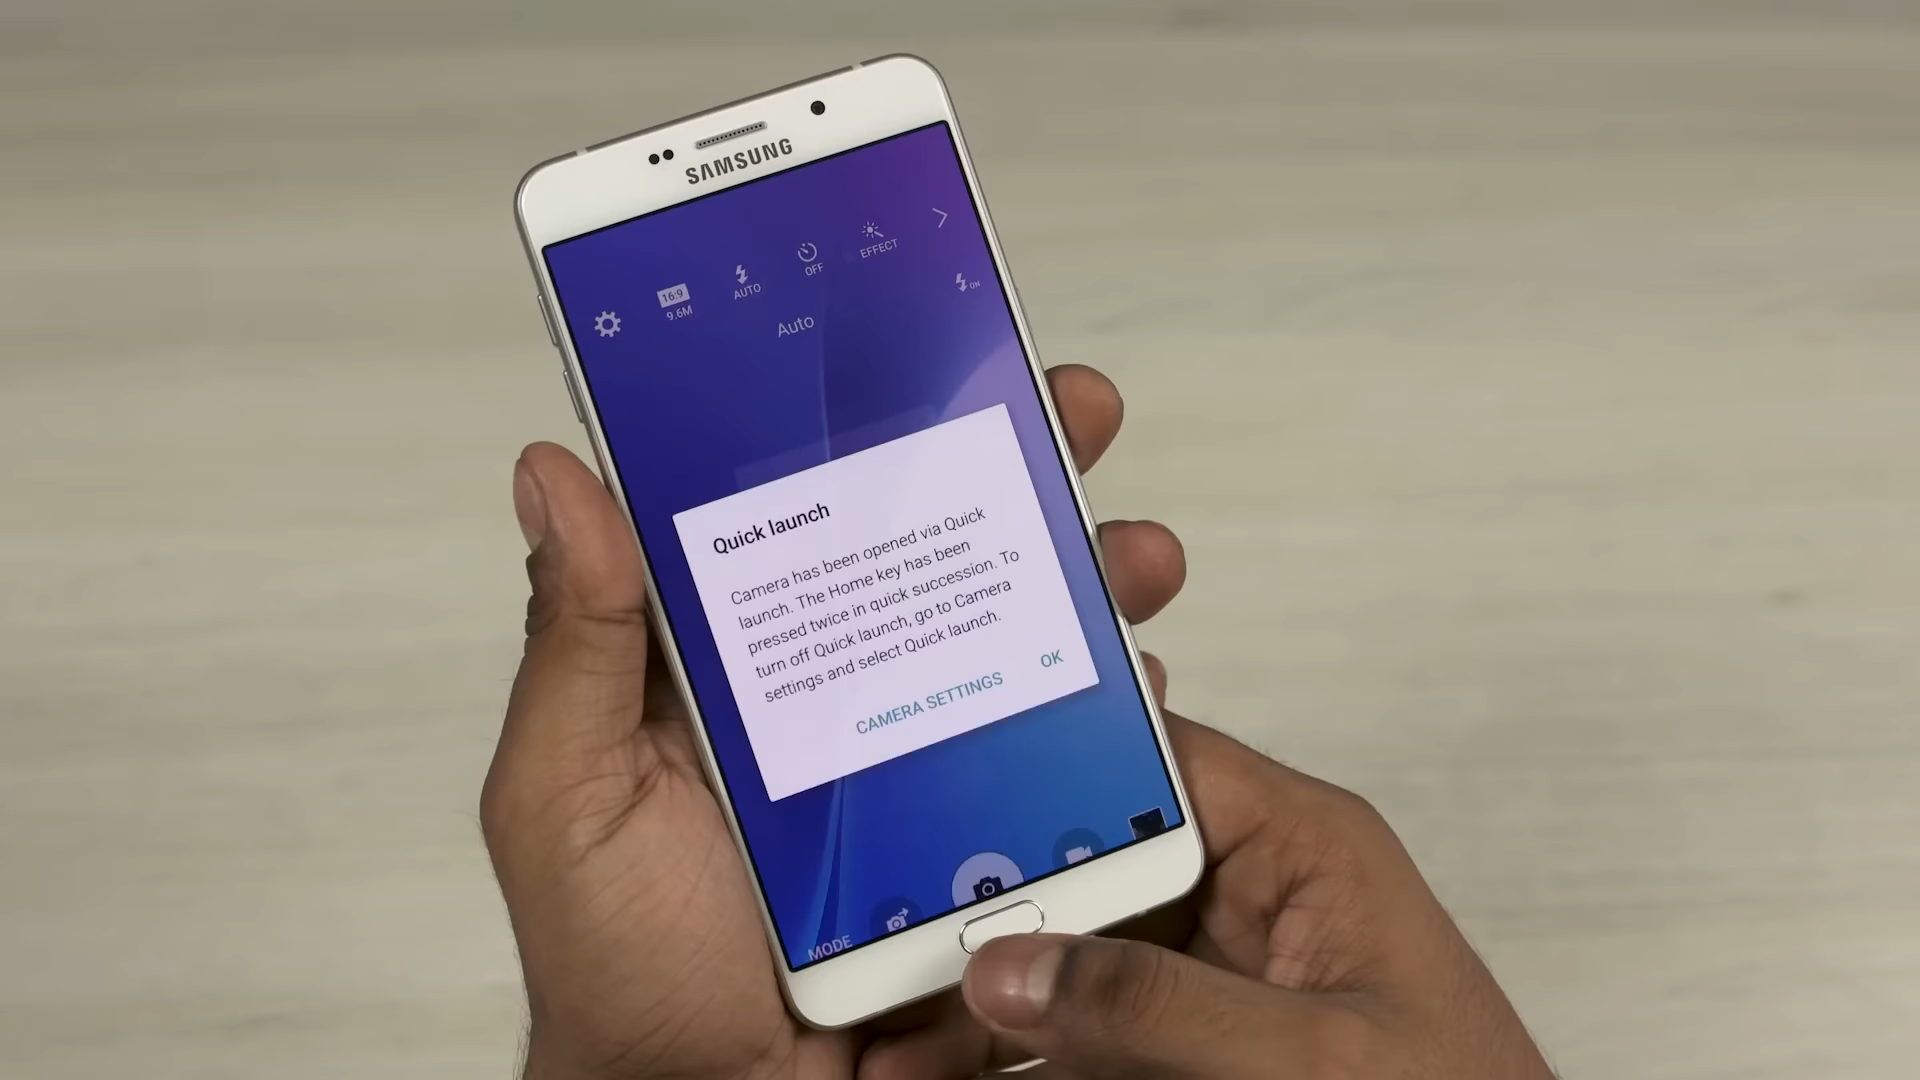 SAMSUNG
16:9
9.6M
AUTO
OFF
EFFECT
ON
Auto
Quick launch
Camera has been opened via Quick
launch. The Home key has been
pressed twice in quick succession. To
turn off Quick launch, go to Camera
settings and select Quick launch.
CAMERA SETTINGS OK
MODE